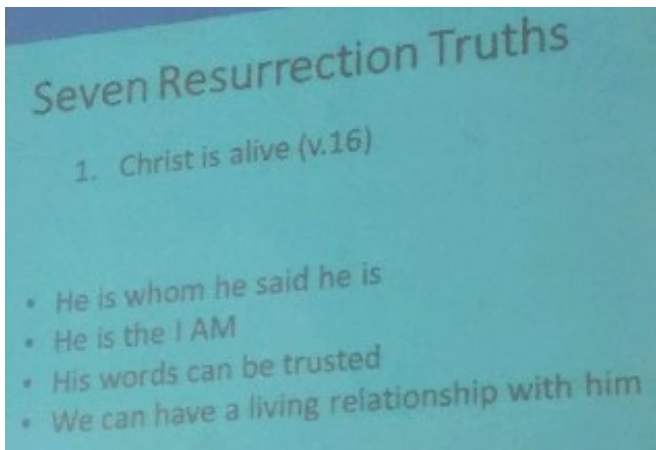 Seven Resurrection Truths
1. Christ is alive (v.16)
• He is whom he said he is
• He is the I AM
• His words can be trusted
• We can have a living relationship with him